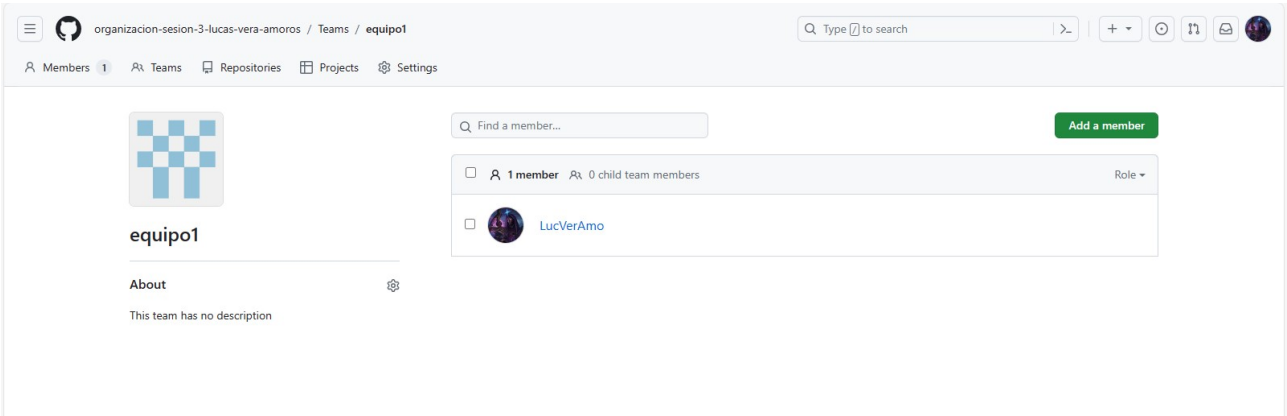 organizacion-sesion-3-lucas-vera-amoros / Teams / equipo1
Type / to search
Members 1 Teams Repositories Projects Settings
Find a member...
Add a member
1 member 0 child team members
Role
LucVerAmo
equipo1
About
This team has no description